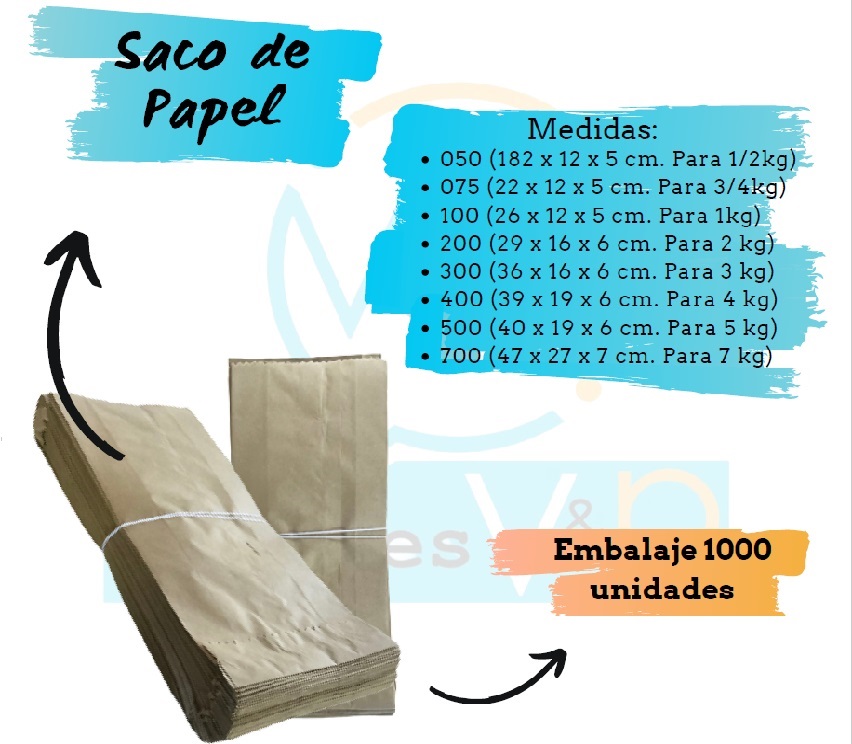 Saco de
Papel
Medidas:
• 050 (182 x 12 x 5 cm. Para 1/2kg)
• 075 (22 x 12 x 5 cm. Para 3/4kg)
• 100 (26 x 12 x 5 cm. Para 1kg)
• 200 (29 x 16 x 6 cm. Para 2 kg)
• 300 (36 x 16 x 6 cm. Para 3 kg)
• 400 (39 x 19 x 6 cm. Para 4 kg)
• 500 (40 x 19 x 6 cm. Para 5 kg)
• 700 (47 x 27 x 7 cm. Para 7 kg)
v&p
Embalaje 1000
unidades